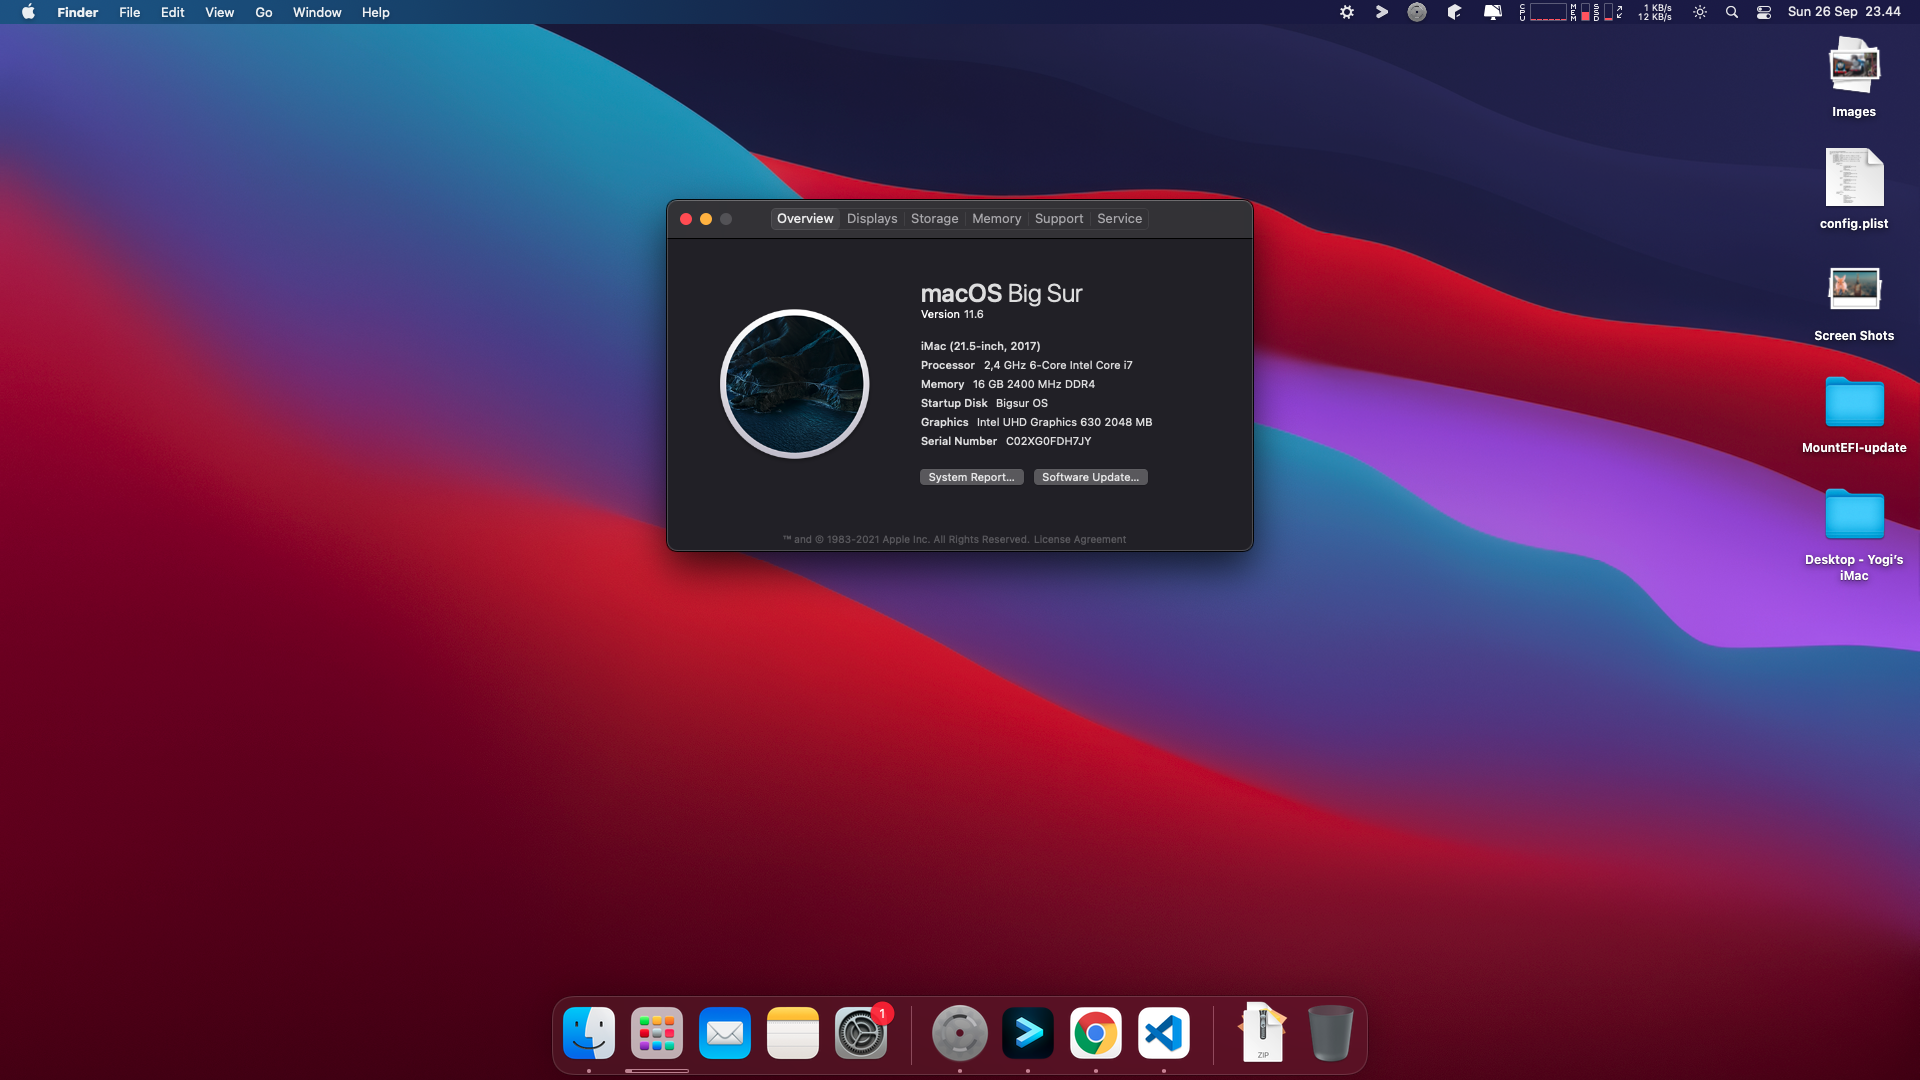 Finder File Edit View Go Window Help
CPU MEM SSD 1 KB/s
12 KB/s
Sun 26 Sep 23.44
Images
config.plist
Screen Shots
MountEFI-update
Desktop - Yogi's
iMac
Overview Displays Storage Memory Support Service
macOS Big Sur
Version 11.6
iMac (21.5-inch, 2017)
Processor 2,4 GHz 6-Core Intel Core i7
Memory 16 GB 2400 MHz DDR4
Startup Disk Bigsur OS
Graphics Intel UHD Graphics 630 2048 MB
Serial Number C02XG0FDH7JY
System Report... Software Update...
™ and © 1983-2021 Apple Inc. All Rights Reserved. License Agreement
1
ZIP